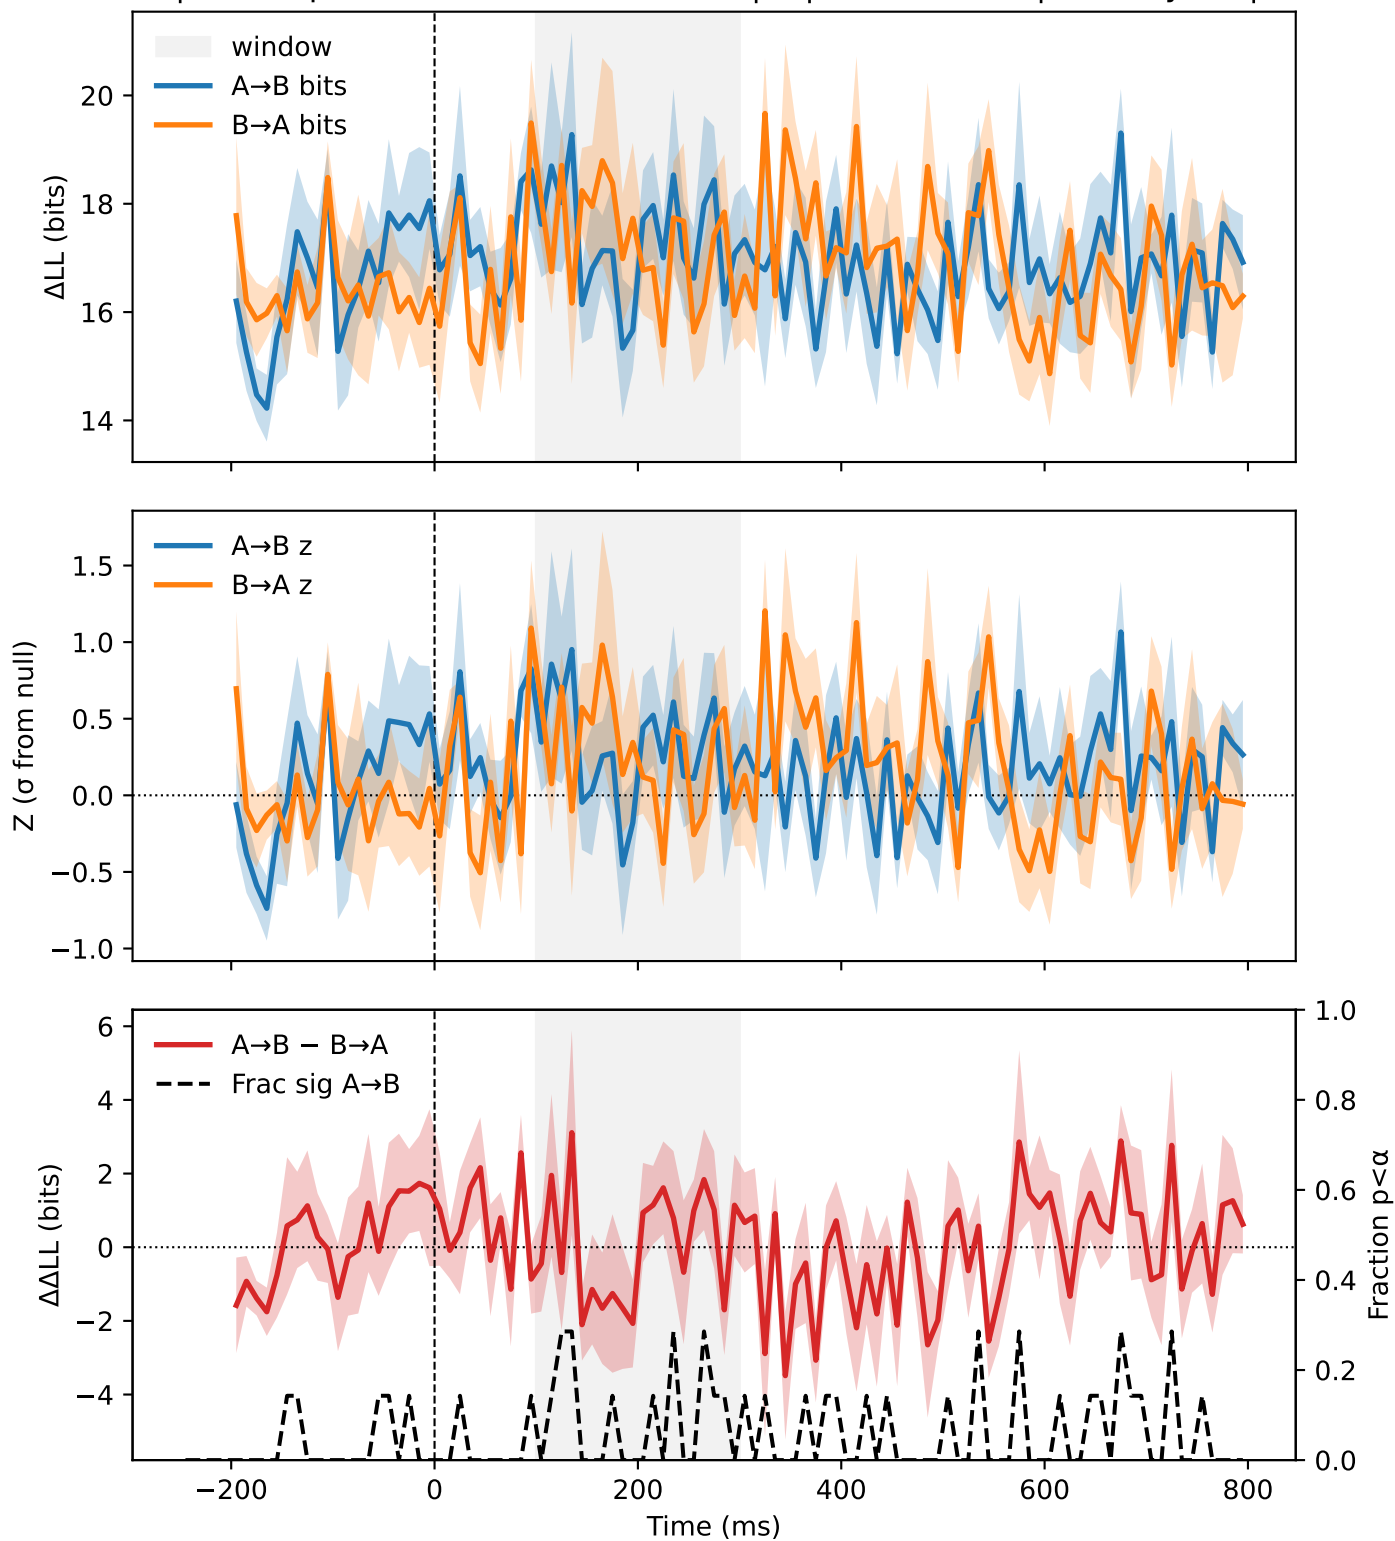 window
A→B bits
B→A bits
20
18
16
14
ΔLL (bits)
A→B z
B→A z
1.5
1.0
0.5
0.0
−0.5
−1.0
Z (σ from null)
A→B − B→A
Frac sig A→B
6
4
2
0
−2
−4
ΔΔLL (bits)
1.0
0.8
0.6
0.4
0.2
0.0
Fraction p<α
−200 0 200 400 600 800
Time (ms)